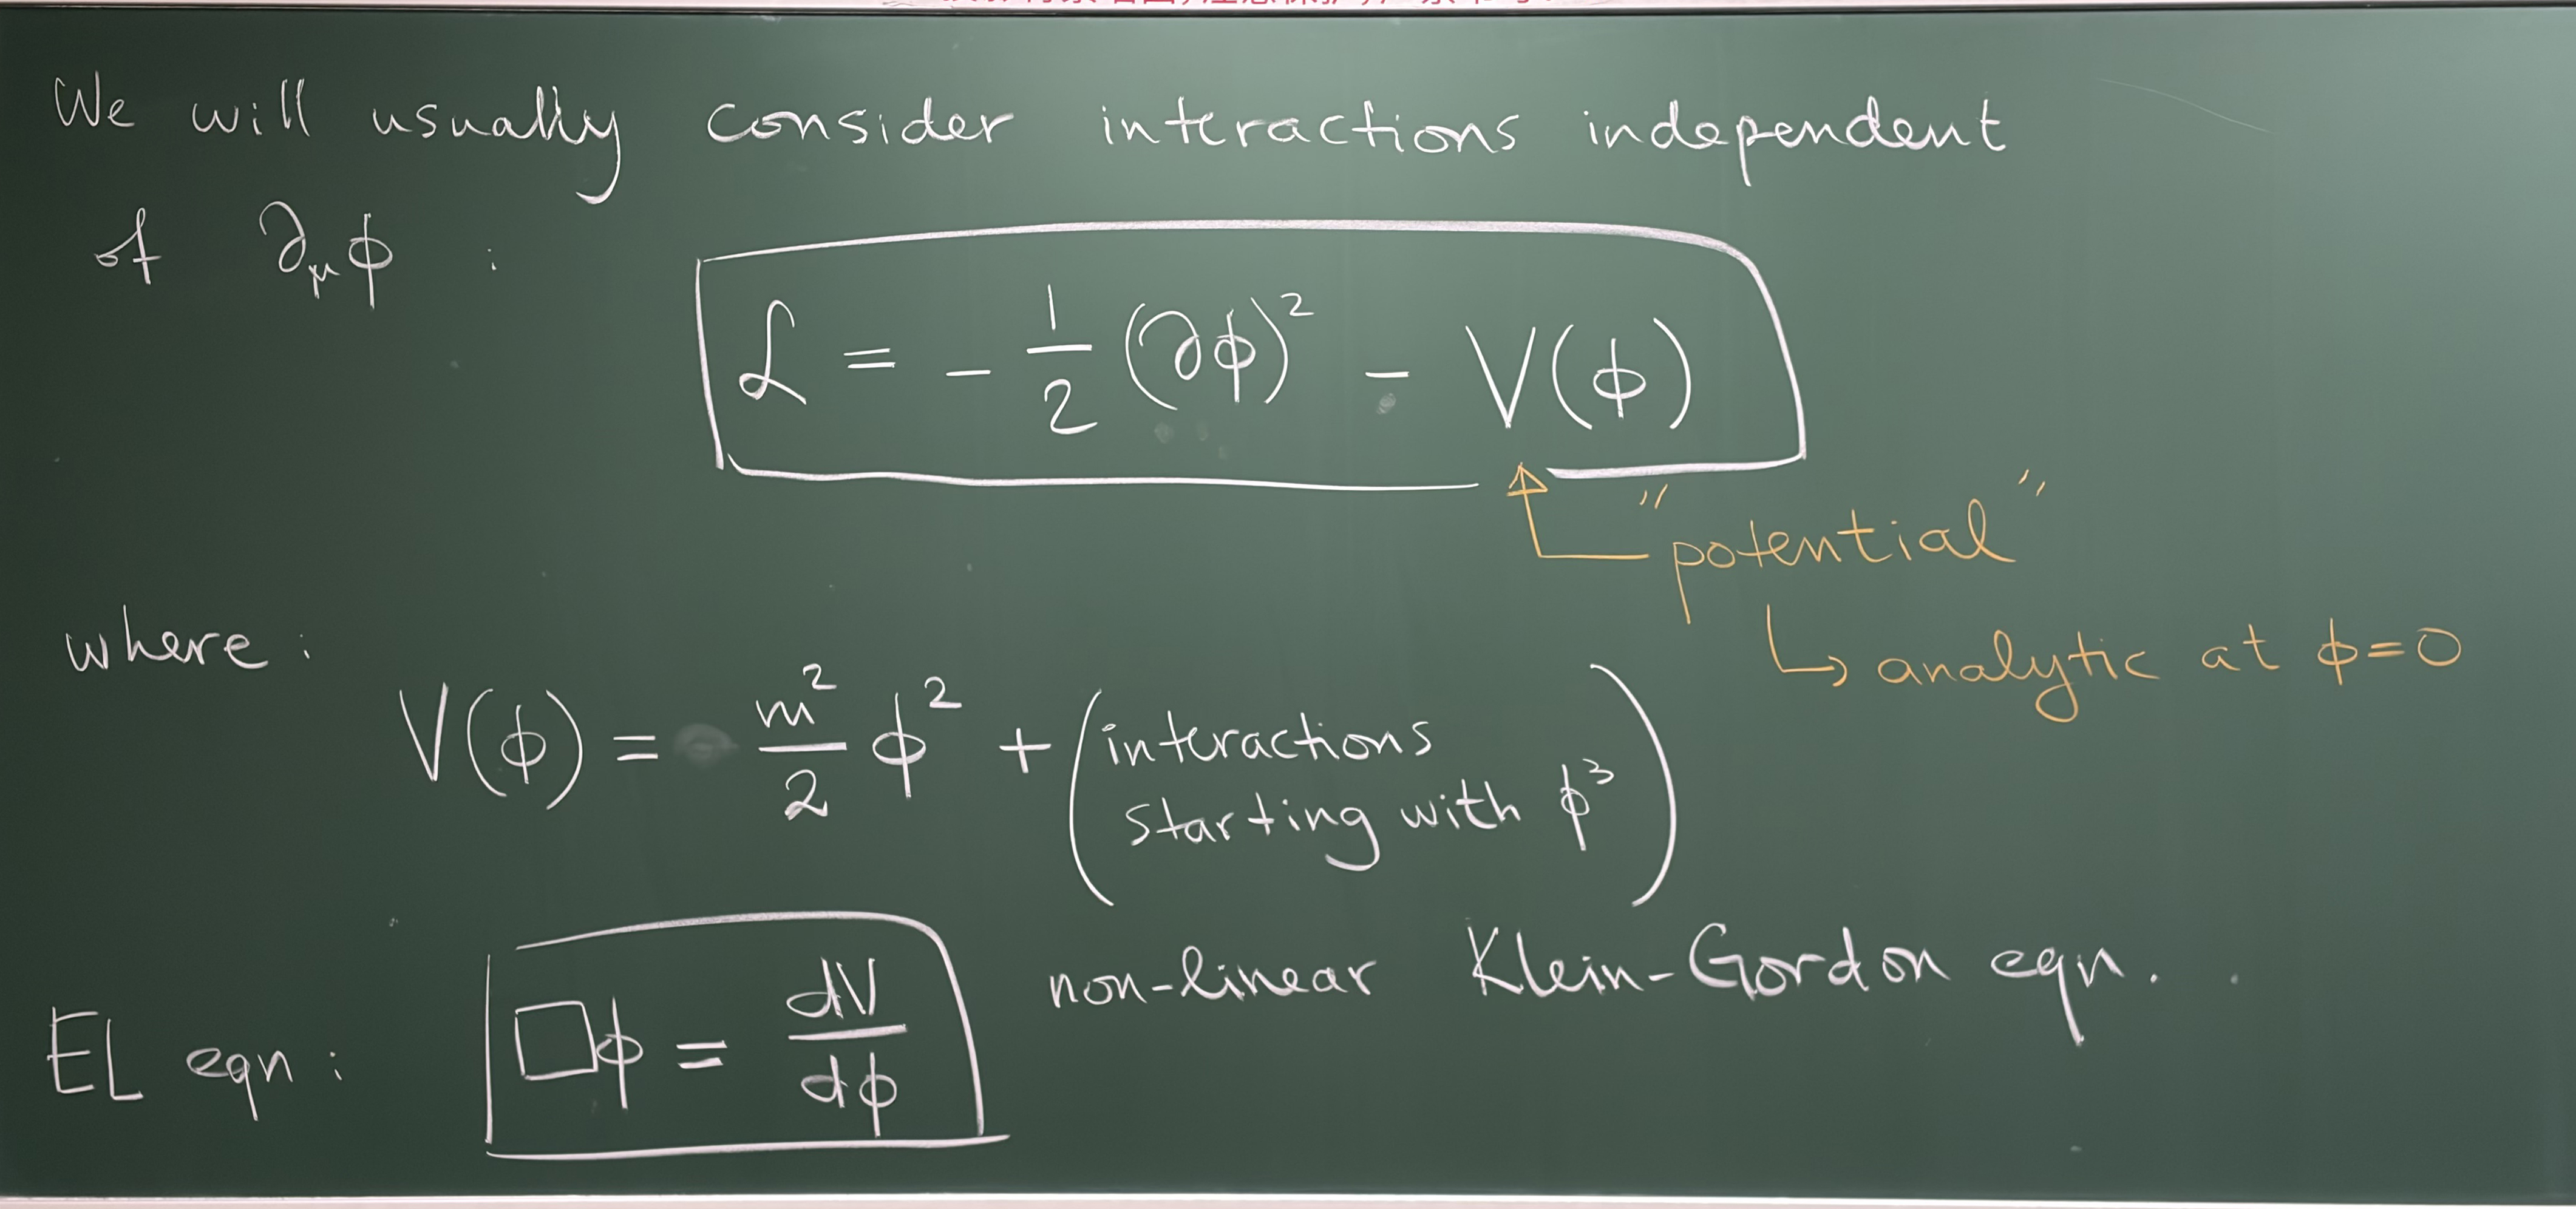 We will usually consider interactions independent
of ∂_μφ :
ℒ = - 1/2 (∂φ)² - V(φ)
"potential"
↳ analytic at φ=0
where :
V(φ) = m²/2 φ² + (interactions starting with φ³)
EL eqn : □φ = dV/dφ non-linear Klein-Gordon eqn.